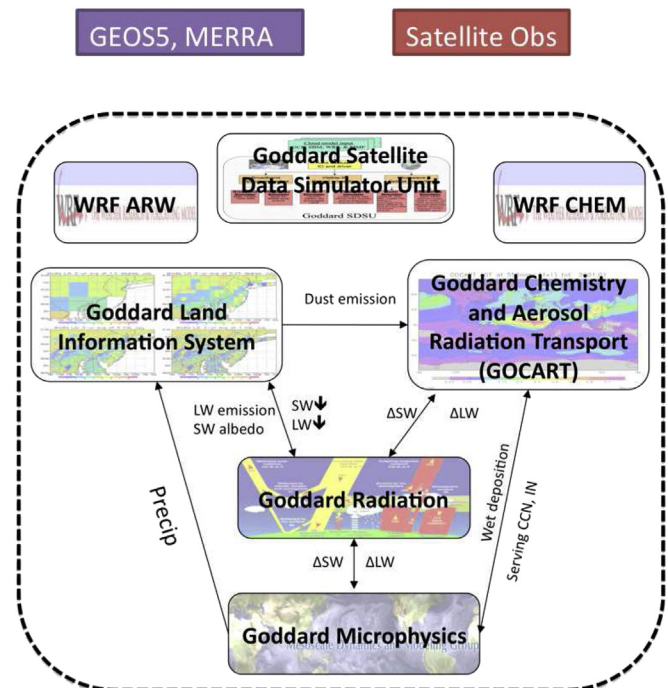 GEOS5, MERRA
Satellite Obs
Goddard Satellite
Data Simulator Unit
Goddard SDSU
WRF ARW
WRF CHEM
Goddard Land
Information System
Dust emission
Goddard Chemistry
and Aerosol
Radiation Transport
(GOCART)
LW emission
SW albedo
SW↓
LW↓
ΔSW
ΔLW
Goddard Radiation
Precip
Wet deposition
Serving CCN, IN
ΔSW
ΔLW
Goddard Microphysics